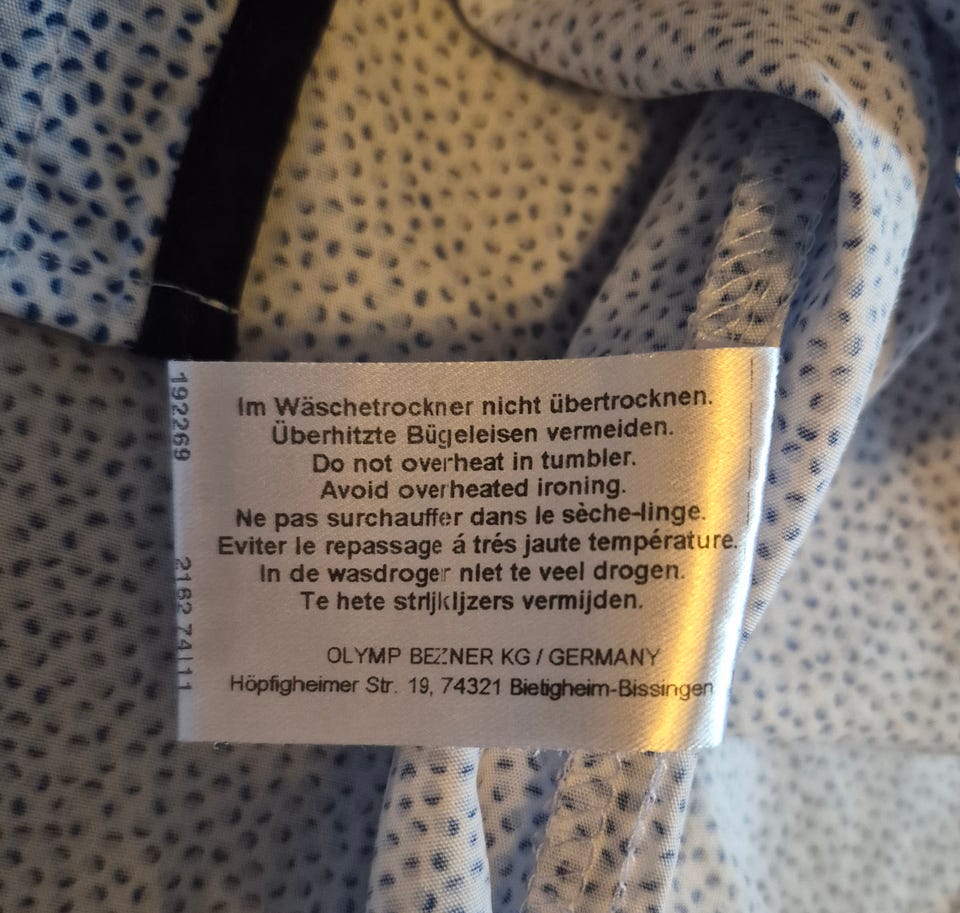 Im Wäschetrockner nicht übertrocknen.
Überhitzte Bügeleisen vermeiden.
Do not overheat in tumbler.
Avoid overheated ironing.
Ne pas surchauffer dans le sèche-linge.
Eviter le repassage á trés jaute température.
In de wasdroger niet te veel drogen.
Te hete strijkijzers vermijden.
OLYMP BEZNER KG / GERMANY
Höpfigheimer Str. 19, 74321 Bietigheim-Bissingen
192269
2162 74